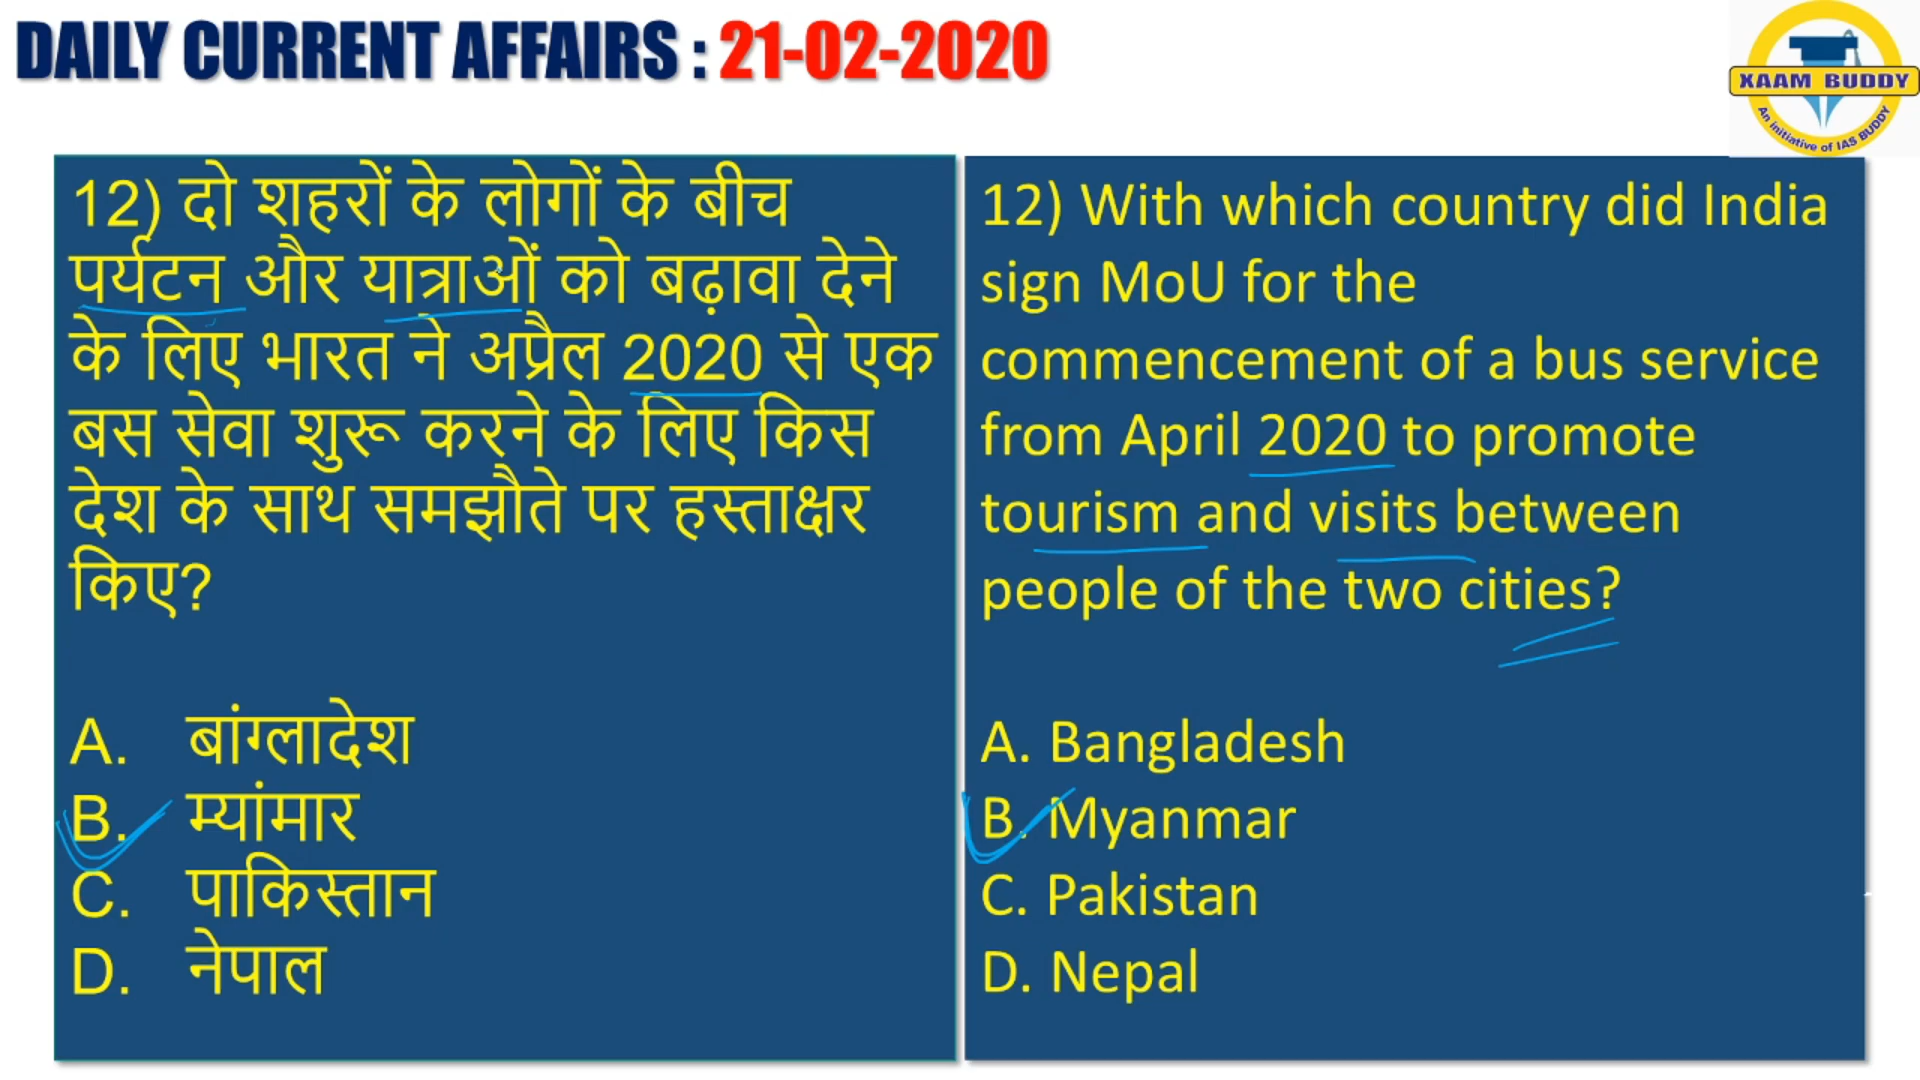 DAILY CURRENT AFFAIRS : 21-02-2020
XAAM BUDDY
An initiative of IAS BUDDY
12) दो शहरों के लोगों के बीच
पर्यटन और यात्राओं को बढ़ावा देने
के लिए भारत ने अप्रैल 2020 से एक
बस सेवा शुरू करने के लिए किस
देश के साथ समझौते पर हस्ताक्षर
किए?
A. बांग्लादेश
B. म्यांमार
C. पाकिस्तान
D. नेपाल
12) With which country did India
sign MoU for the
commencement of a bus service
from April 2020 to promote
tourism and visits between
people of the two cities?
A. Bangladesh
B. Myanmar
C. Pakistan
D. Nepal